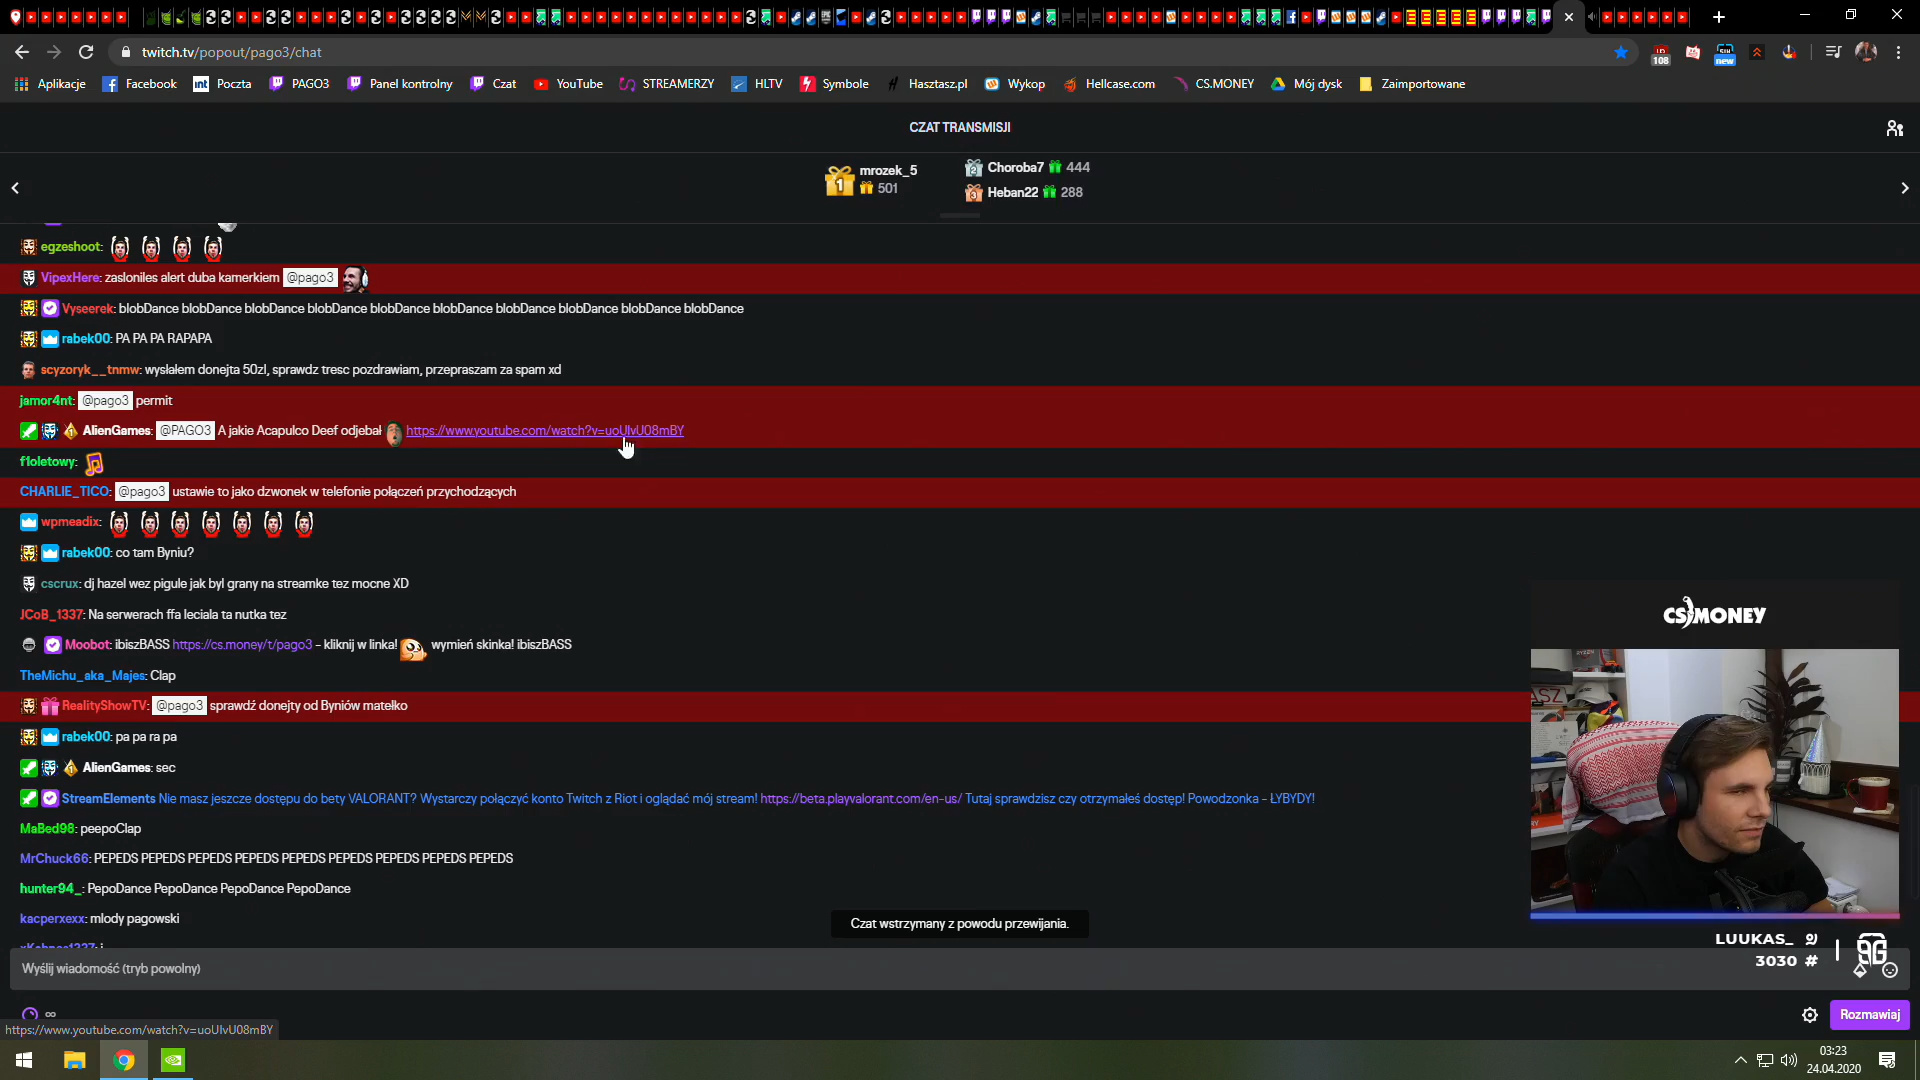 twitch.tv/popout/pago3/chat
108
new
Aplikacje Facebook int Poczta PAGO3 Panel kontrolny Czat YouTube STREAMERZY HLTV Symbole Hasztasz.pl Wykop Hellcase.com CS.MONEY Mój dysk Zaimportowane
CZAT TRANSMISJI
1 mrozek_5 501
2 Choroba7 444
3 Heban22 288
egzeshoot:
VipexHere: zasloniles alert duba kamerkiem @pago3
Vyseerek: blobDance blobDance blobDance blobDance blobDance blobDance blobDance blobDance blobDance blobDance
rabek00: PA PA PA RAPAPA
scyzoryk__tnmw: wysłałem donejta 50zl, sprawdz tresc pozdrawiam, przepraszam za spam xd
jamor4nt: @pago3 permit
AlienGames: @PAGO3 A jakie Acapulco Deef odjebał https://www.youtube.com/watch?v=uoUIvU08mBY
f1oletowy:
CHARLIE_TICO: @pago3 ustawie to jako dzwonek w telefonie połączeń przychodzących
wpmeadix:
rabek00: co tam Byniu?
cscrux: dj hazel wez pigule jak byl grany na streamke tez mocne XD
JCoB_1337: Na serwerach ffa leciala ta nutka tez
Moobot: ibiszBASS https://cs.money/t/pago3 - kliknij w linka! wymień skinka! ibiszBASS
TheMichu_aka_Majes: Clap
RealityShowTV: @pago3 sprawdź donejty od Byniów matełko
rabek00: pa pa ra pa
AlienGames: sec
StreamElements Nie masz jeszcze dostępu do bety VALORANT? Wystarczy połączyć konto Twitch z Riot i oglądać mój stream! https://beta.playvalorant.com/en-us/ Tutaj sprawdzisz czy otrzymałeś dostęp! Powodzonka - ŁYBYDY!
MaBed98: peepoClap
MrChuck66: PEPEDS PEPEDS PEPEDS PEPEDS PEPEDS PEPEDS PEPEDS PEPEDS PEPEDS
hunter94_: PepoDance PepoDance PepoDance PepoDance
kacperxexx: mlody pagowski
Czat wstrzymany z powodu przewijania.
CS.MONEY
LUUKAS_
3030 #
Wyślij wiadomość (tryb powolny)
∞
Rozmawiaj
https://www.youtube.com/watch?v=uoUIvU08mBY
03:23
24.04.2020